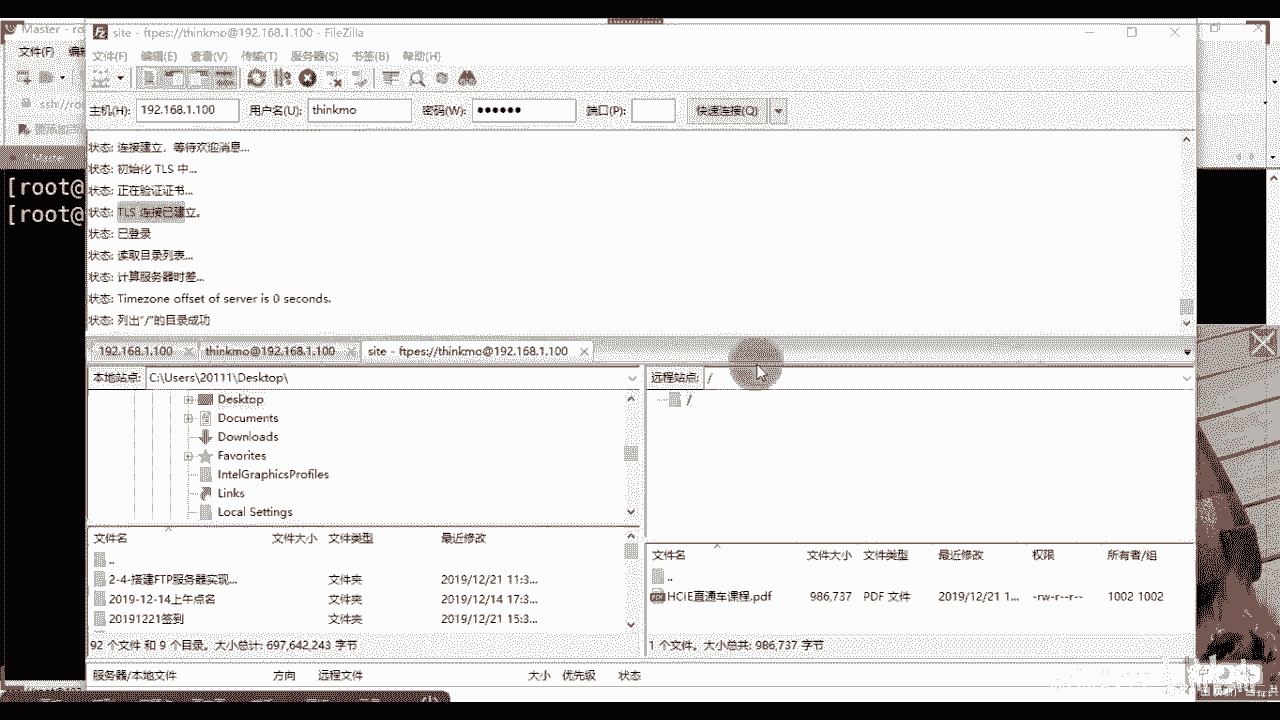 Master - ro
site - ftpes://thinkmo@192.168.1.100 - FileZilla
文件(F) 编辑
文件(F) 编辑(E) 查看(V) 传输(T) 服务器(S) 书签(B) 帮助(H)
ssh://ro
主机(H): 192.168.1.100 用户名(U): thinkmo 密码(W): ●●●●●● 端口(P): 快速连接(Q)
状态: 连接建立，等待欢迎消息...
状态: 初始化 TLS 中...
状态: 正在验证证书...
状态: TLS 连接已建立。
状态: 已登录
状态: 读取目录列表...
状态: 计算服务器时差...
状态: Timezone offset of server is 0 seconds.
状态: 列出"/"的目录成功
[root@
[root@
192.168.1.100 thinkmo@192.168.1.100 site - ftpes://thinkmo@192.168.1.100
本地站点: C:\Users\20111\Desktop\
Desktop
Documents
Downloads
Favorites
IntelGraphicsProfiles
Links
Local Settings
远程站点: /
/
文件名 文件大小 文件类型 最近修改
..
2-4-搭建FTP服务器实现... 文件夹 2019/12/21 11:3...
2019-12-14上午点名 文件夹 2019/12/14 17:3...
20191221签到 文件夹 2019/12/21 15:3...
92 个文件 和 9 个目录。大小总计: 697,642,243 字节
文件名 文件大小 文件类型 最近修改 权限 所有者/组
..
HCIE直通车课程.pdf 986,737 PDF 文件 2019/12/21 1... -rw-r--r-- 1002 1002
1 个文件。大小总共: 986,737 字节
服务器/本地文件 方向 远程文件 大小 优先级 状态